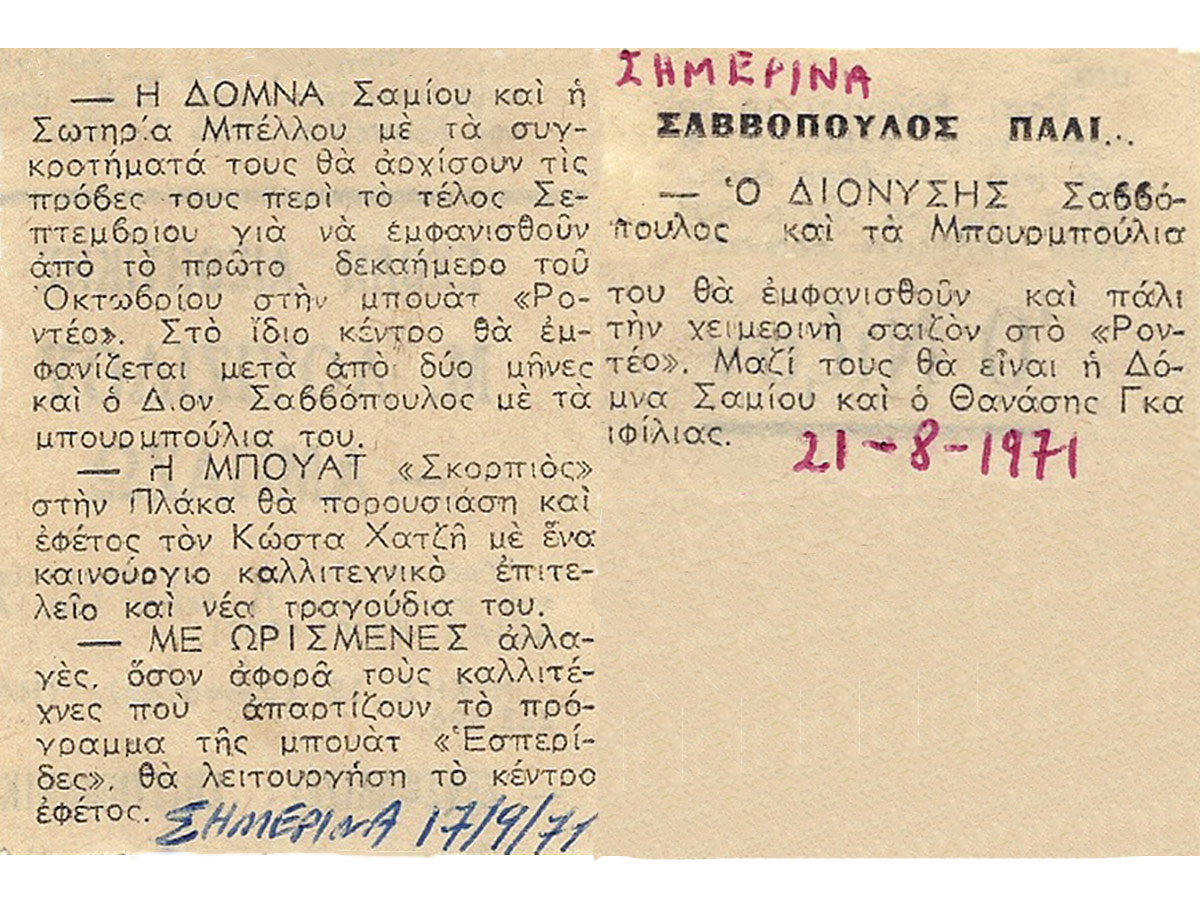 — Η ΔΟΜΝΑ Σαμίου καὶ ἡ
Σωτηρία Μπέλλου μὲ τὰ συγ-
κροτήματά τους θὰ ἀρχίσουν τὶς
πρόβες τους περὶ τὸ τέλος Σε-
πτεμβρίου γιὰ νὰ ἐμφανισθοῦν
ἀπὸ τὸ πρῶτο δεκαήμερο τοῦ
Ὀκτωβρίου στὴν μπουὰτ «Ρο-
ντέο». Στὸ ἴδιο κέντρο θὰ ἐμ-
φανίζεται μετὰ ἀπὸ δύο μῆνες
καὶ ὁ Διον Σαββόπουλος μὲ τὰ
μπουρμπούλια του.
— Ἡ ΜΠΟΥΑΤ «Σκορπιὸς»
στὴν Πλάκα θὰ πορουσιάση καὶ
ἐφέτος τὸν Κώστα Χατζῆ μὲ ἕνα
καινούργιο καλλιτεχνικὸ ἐπιτε-
λεῖο καὶ νέα τραγούδια του.
— ΜΕ ΩΡΙΣΜΕΝΕΣ ἀλλα-
γὲς, ὅσον ἀφορᾶ τοὺς καλλιτέ-
χνες ποὺ ἀπαρτίζουν τὸ πρό-
γραμμα τῆς μπουὰτ «Ἑσπερί-
δες», θὰ λειτουργήση τὸ κέντρο
ἐφέτος.
ΣΗΜΕΡΙΝΑ 17/9/71
ΣΗΜΕΡΙΝΑ
ΣΑΒΒΟΠΟΥΛΟΣ ΠΑΛΙ..
— Ὁ ΔΙΟΝΥΣΗΣ Σαββό-
πουλος καὶ τὰ Μπουρμπούλια
του θὰ ἐμφανισθοῦν καὶ πάλι
τὴν χειμερινὴ σαιζὸν στὸ «Ρον-
τέο». Μαζί τους θὰ εἶναι ἡ Δό-
μνα Σαμίου καὶ ὁ Θανάσης Γκα
ιφίλιας.
21-8-1971